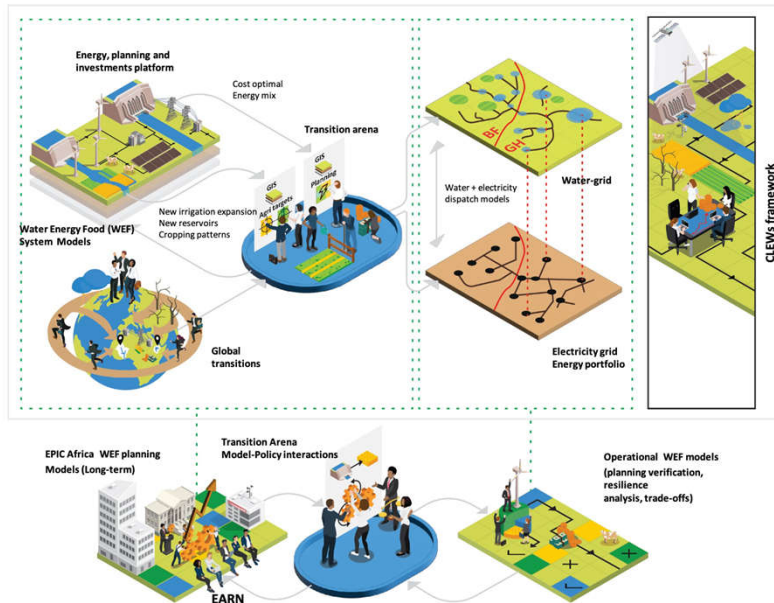 Energy, planning and
investments platform
Cost optimal
Energy mix
Transition arena
GIS
Agri targets
GIS
Planning
New irrigation expansion
New reservoirs
Cropping patterns
Water Energy Food (WEF)
System Models
Global
transitions
BF
GH
Water-grid
Water + electricity
dispatch models
Electricity grid
Energy portfolio
CLEWs framework
EPIC Africa WEF planning
Models (Long-term)
EARN
Transition Arena
Model-Policy interactions
Operational WEF models
(planning verification,
resilience
analysis, trade-offs)